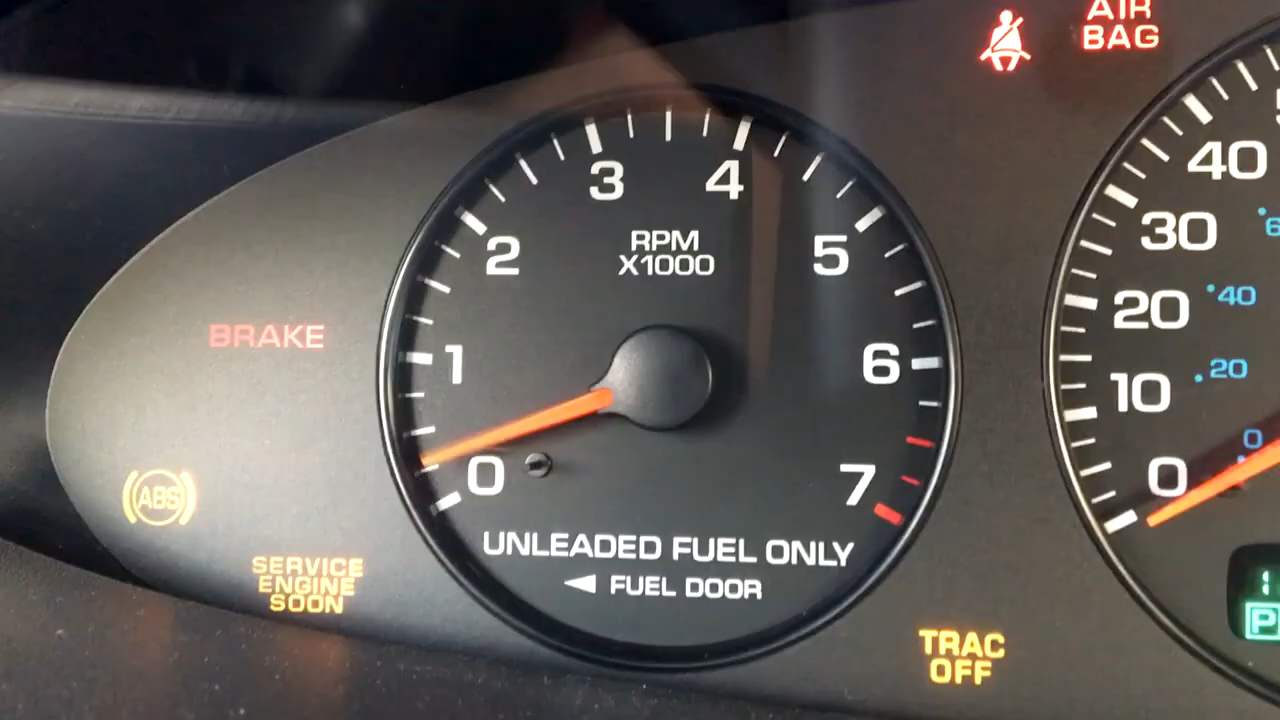 AIR
BAG
3
4
40
2
RPM
X1000
5
30
6
BRAKE
1
6
20
40
10
20
ABS
0
7
0
0
UNLEADED FUEL ONLY
FUEL DOOR
SERVICE
ENGINE
SOON
TRAC
OFF
P